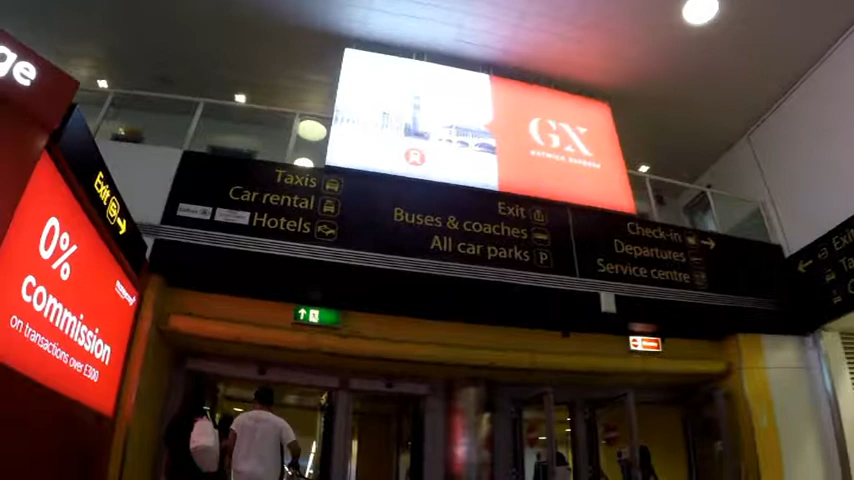 ge
GX
GATWICK EXPRESS
Exit
0%
Commission
on transactions over £300
Taxis
Car rental
Hotels
Exit
Buses & coaches
All car parks
Check-in
Departures
Service centre
Exit